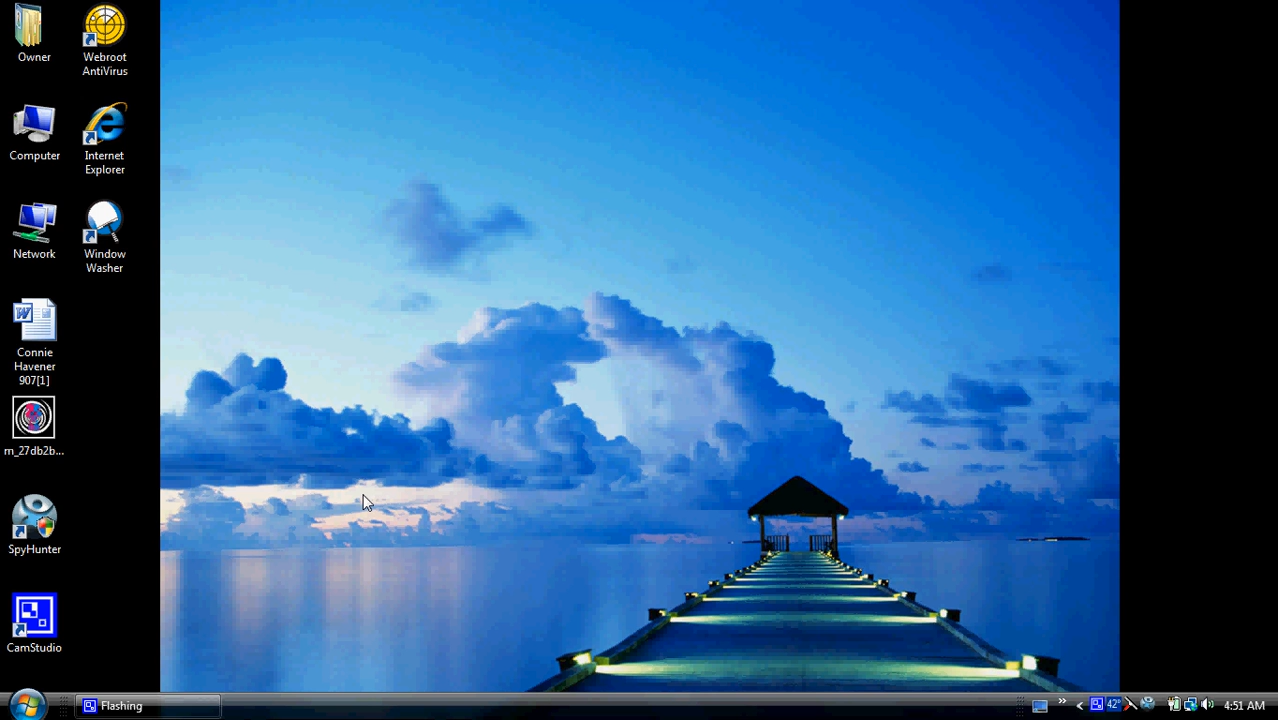 Owner
Webroot
AntiVirus
Computer
Internet
Explorer
Network
Window
Washer
Connie
Havener
907[1]
m_27db2b...
SpyHunter
CamStudio
Flashing
42°
4:51 AM